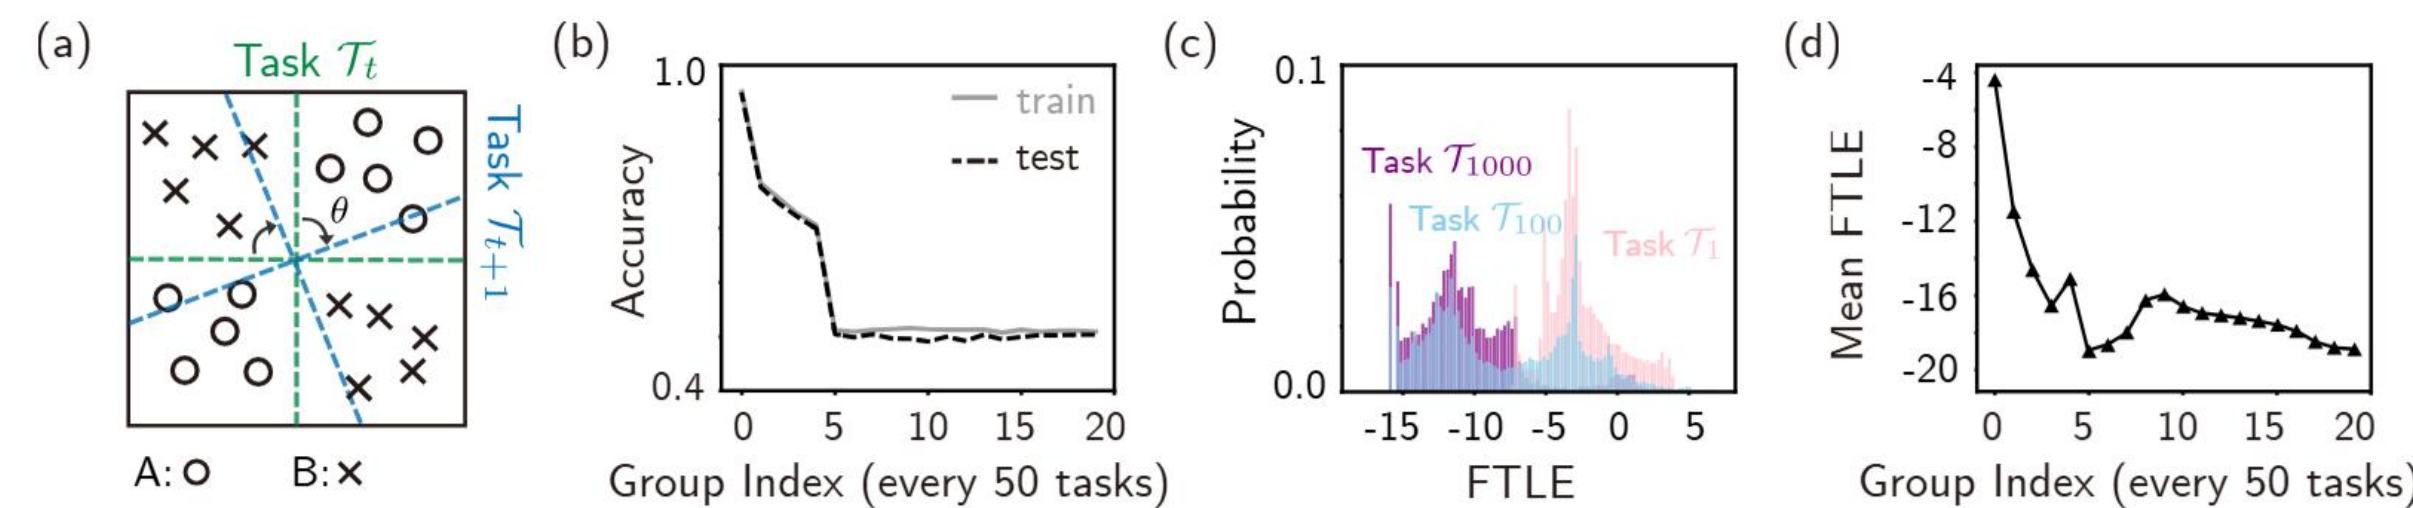 (a)
Task 𝒯t
Task 𝒯t+1
θ
A: B:
(b)
1.0
0.4
Accuracy
train
test
0 5 10 15 20
Group Index (every 50 tasks)
(c)
0.1
0.0
Probability
Task 𝒯1000
Task 𝒯100
Task 𝒯1
-15 -10 -5 0 5
FTLE
(d)
-4
-8
-12
-16
-20
Mean FTLE
0 5 10 15 20
Group Index (every 50 tasks)